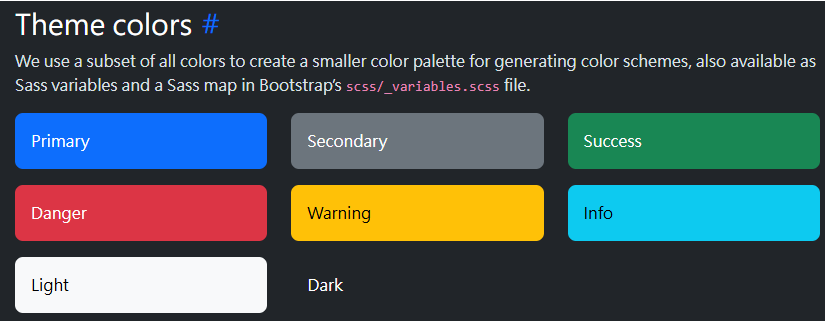 Theme colors #
We use a subset of all colors to create a smaller color palette for generating color schemes, also available as
Sass variables and a Sass map in Bootstrap’s scss/_variables.scss file.
Primary
Secondary
Success
Danger
Warning
Info
Light
Dark